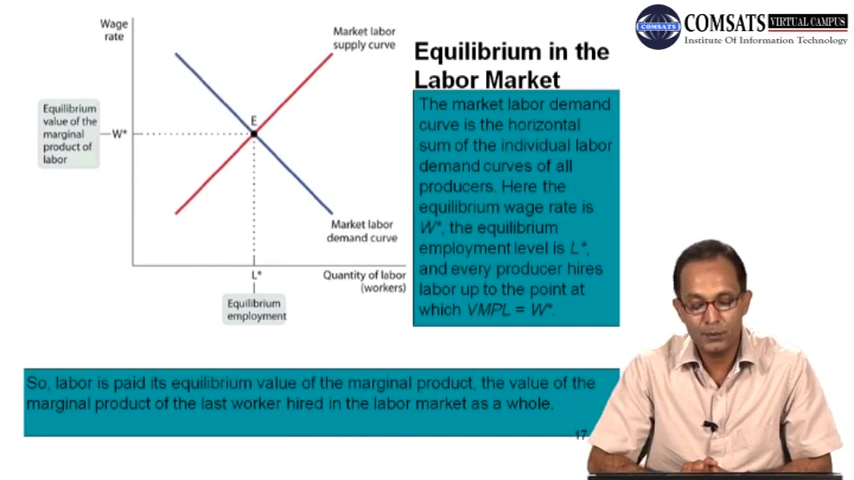 COMSATS VIRTUAL CAMPUS
COMSATS
Institute Of Information Technology
Equilibrium in the
Labor Market
Wage
rate
Market labor
supply curve
Equilibrium
value of the
marginal
product of
labor
W*
E
Market labor
demand curve
L*
Quantity of labor
(workers)
Equilibrium
employment
The market labor demand
curve is the horizontal
sum of the individual labor
demand curves of all
producers. Here the
equilibrium wage rate is
W*, the equilibrium
employment level is L*,
and every producer hires
labor up to the point at
which VMPL = W*.
So, labor is paid its equilibrium value of the marginal product, the value of the
marginal product of the last worker hired in the labor market as a whole.
17